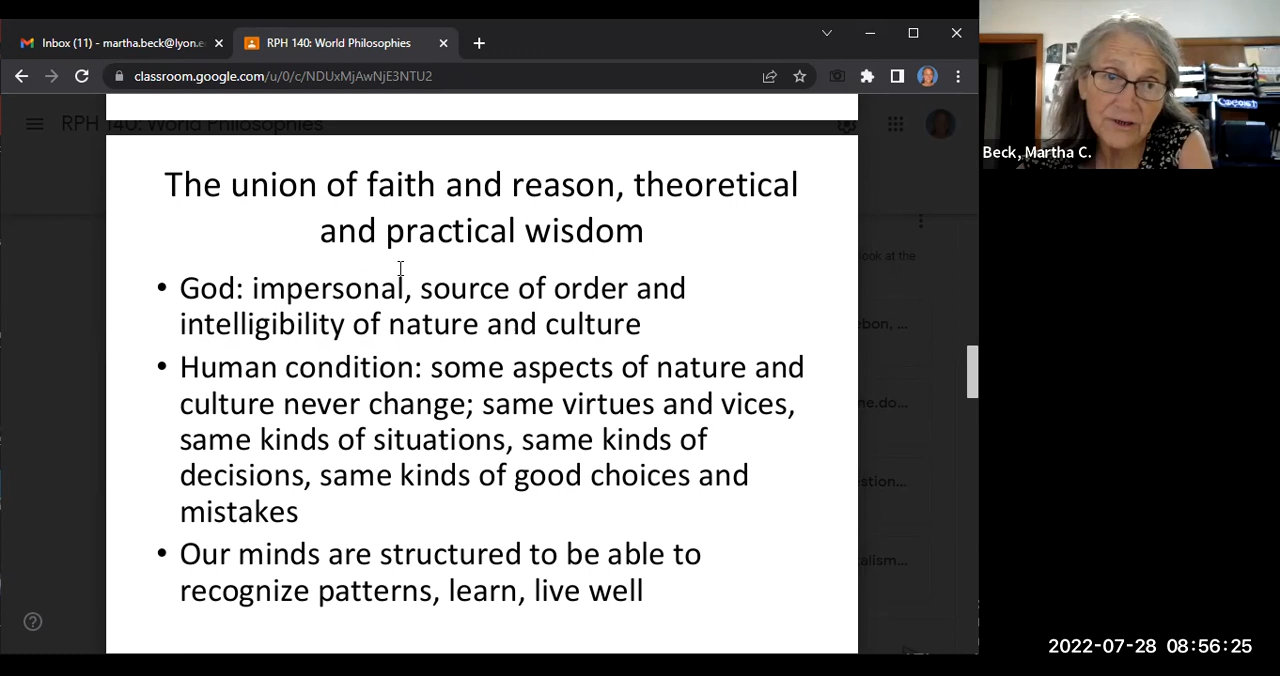 Inbox (11) - martha.beck@lyon.e
RPH 140: World Philosophies
classroom.google.com/u/0/c/NDUxMjAwNjE3NTU2
RPH 140: World Philosophies
Beck, Martha C.
The union of faith and reason, theoretical
and practical wisdom
look at the
• God: impersonal, source of order and
intelligibility of nature and culture
• Human condition: some aspects of nature and
culture never change; same virtues and vices,
same kinds of situations, same kinds of
decisions, same kinds of good choices and
mistakes
• Our minds are structured to be able to
recognize patterns, learn, live well
2022-07-28 08:56:25